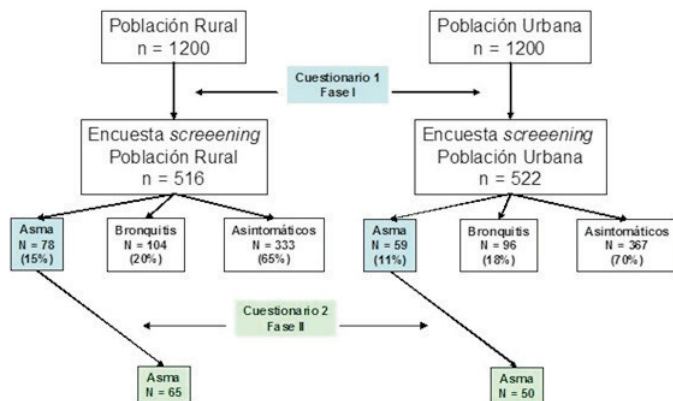 Población Rural
n = 1200
Población Urbana
n = 1200
Cuestionario 1
Fase I
Encuesta screeening
Población Rural
n = 516
Encuesta screeening
Población Urbana
n = 522
Asma
N = 78
(15%)
Bronquitis
N = 104
(20%)
Asintomáticos
N = 333
(65%)
Asma
N = 59
(11%)
Bronquitis
N = 96
(18%)
Asintomáticos
N = 367
(70%)
Cuestionario 2
Fase II
Asma
N = 65
Asma
N = 50